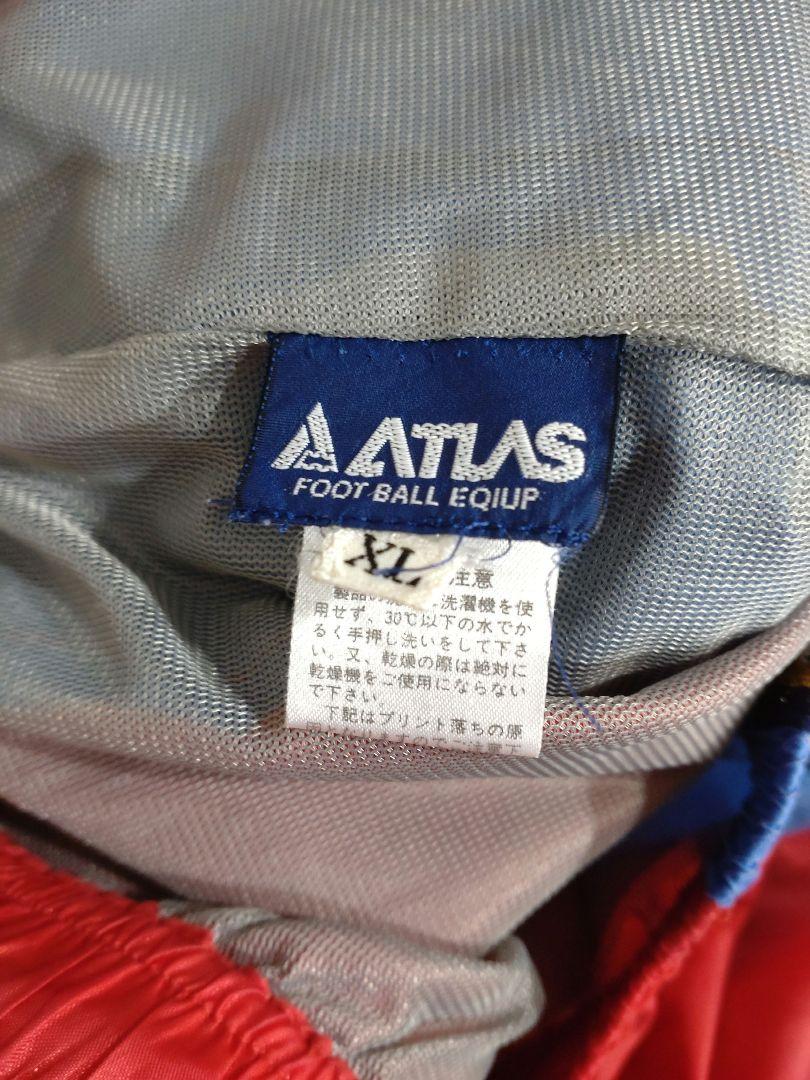 ATLAS
FOOT BALL EQIUP
XL
注意
洗濯機を使
用せず、30℃以下の水でか
るく手押し洗いをして下さ
い。又、乾燥の際は絶対に
乾燥機をご使用にならない
で下さい
下記はプリント落ちの原